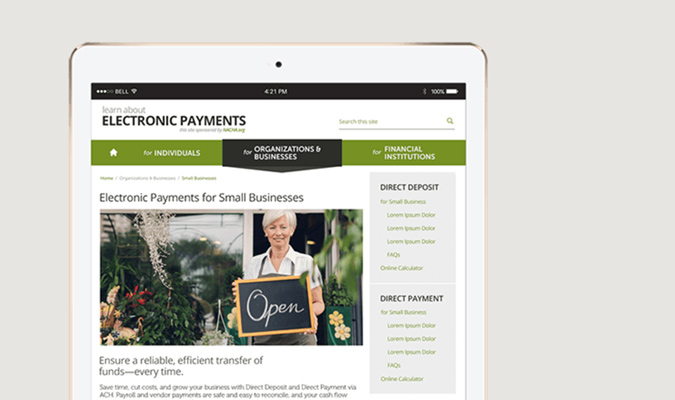 BELL
4:21 PM
100%
learn about
ELECTRONIC PAYMENTS
this site sponsored by NACHA.org
Search this site
for INDIVIDUALS
for ORGANIZATIONS & BUSINESSES
for FINANCIAL INSTITUTIONS
Home / Organizations & Businesses / Small Businesses
Electronic Payments for Small Businesses
Open
Ensure a reliable, efficient transfer of
funds—every time.
Save time, cut costs, and grow your business with Direct Deposit and Direct Payment via
ACH. Payroll and vendor payments are safe and easy to reconcile, and your cash flow
DIRECT DEPOSIT
for Small Business
Lorem Ipsum Dolor
Lorem Ipsum Dolor
Lorem Ipsum Dolor
FAQs
Online Calculator
DIRECT PAYMENT
for Small Business
Lorem Ipsum Dolor
Lorem Ipsum Dolor
Lorem Ipsum Dolor
FAQs
Online Calculator